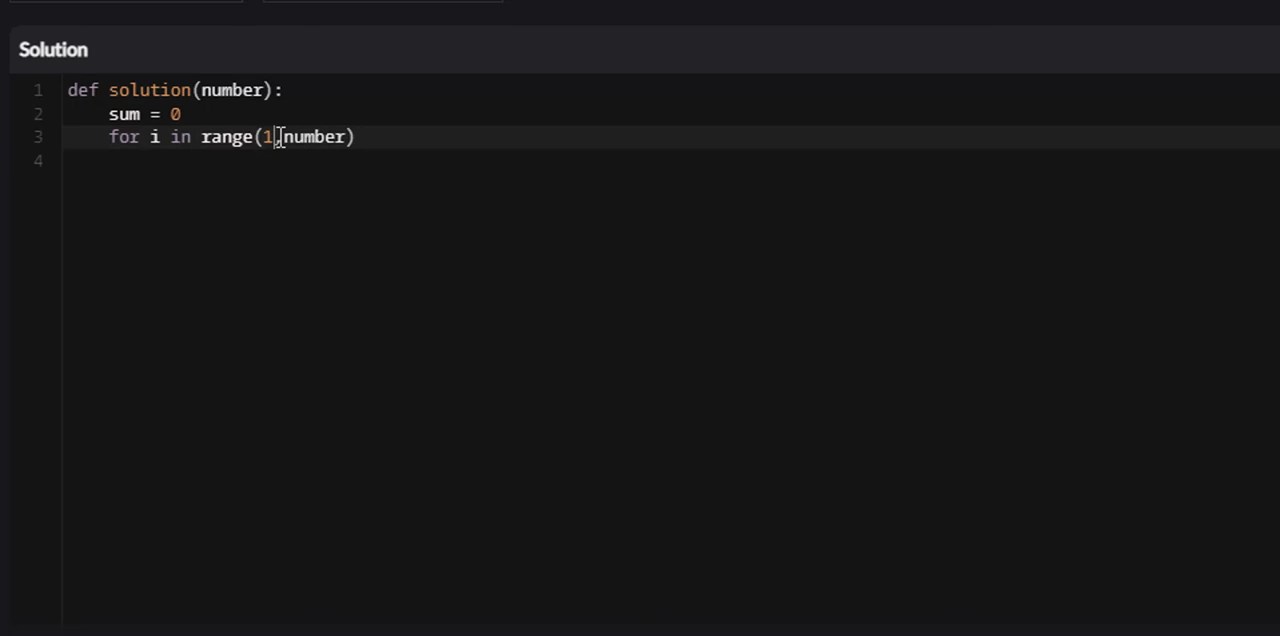 Solution
1 def solution(number):
2     sum = 0
3     for i in range(1,number)
4